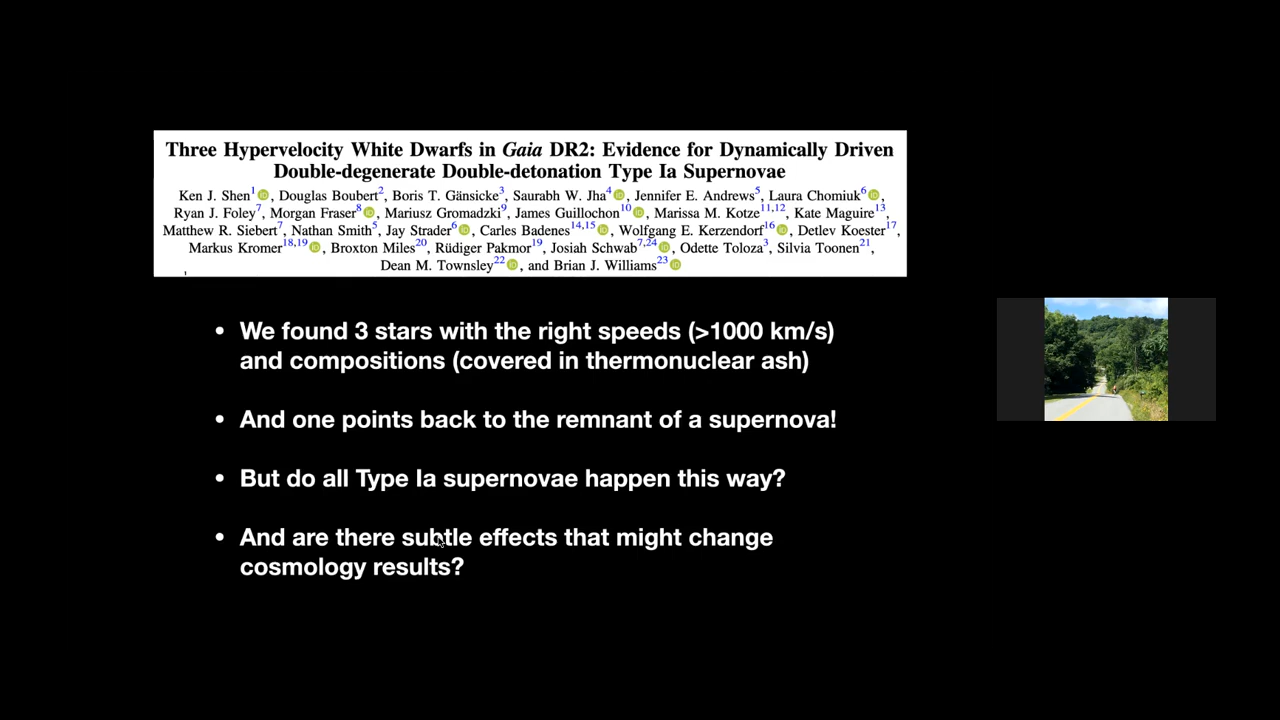 Three Hypervelocity White Dwarfs in Gaia DR2: Evidence for Dynamically Driven
Double-degenerate Double-detonation Type Ia Supernovae
Ken J. Shen1, Douglas Boubert2, Boris T. Gänsicke3, Saurabh W. Jha4, Jennifer E. Andrews5, Laura Chomiuk6,
Ryan J. Foley7, Morgan Fraser8, Mariusz Gromadzki9, James Guillochon10, Marissa M. Kotze11,12, Kate Maguire13,
Matthew R. Siebert7, Nathan Smith5, Jay Strader6, Carles Badenes14,15, Wolfgang E. Kerzendorf16, Detlev Koester17,
Markus Kromer18,19, Broxton Miles20, Rüdiger Pakmor19, Josiah Schwab7,24, Odette Toloza3, Silvia Toonen21,
Dean M. Townsley22, and Brian J. Williams23
• We found 3 stars with the right speeds (>1000 km/s)
and compositions (covered in thermonuclear ash)
• And one points back to the remnant of a supernova!
• But do all Type Ia supernovae happen this way?
• And are there subtle effects that might change
cosmology results?